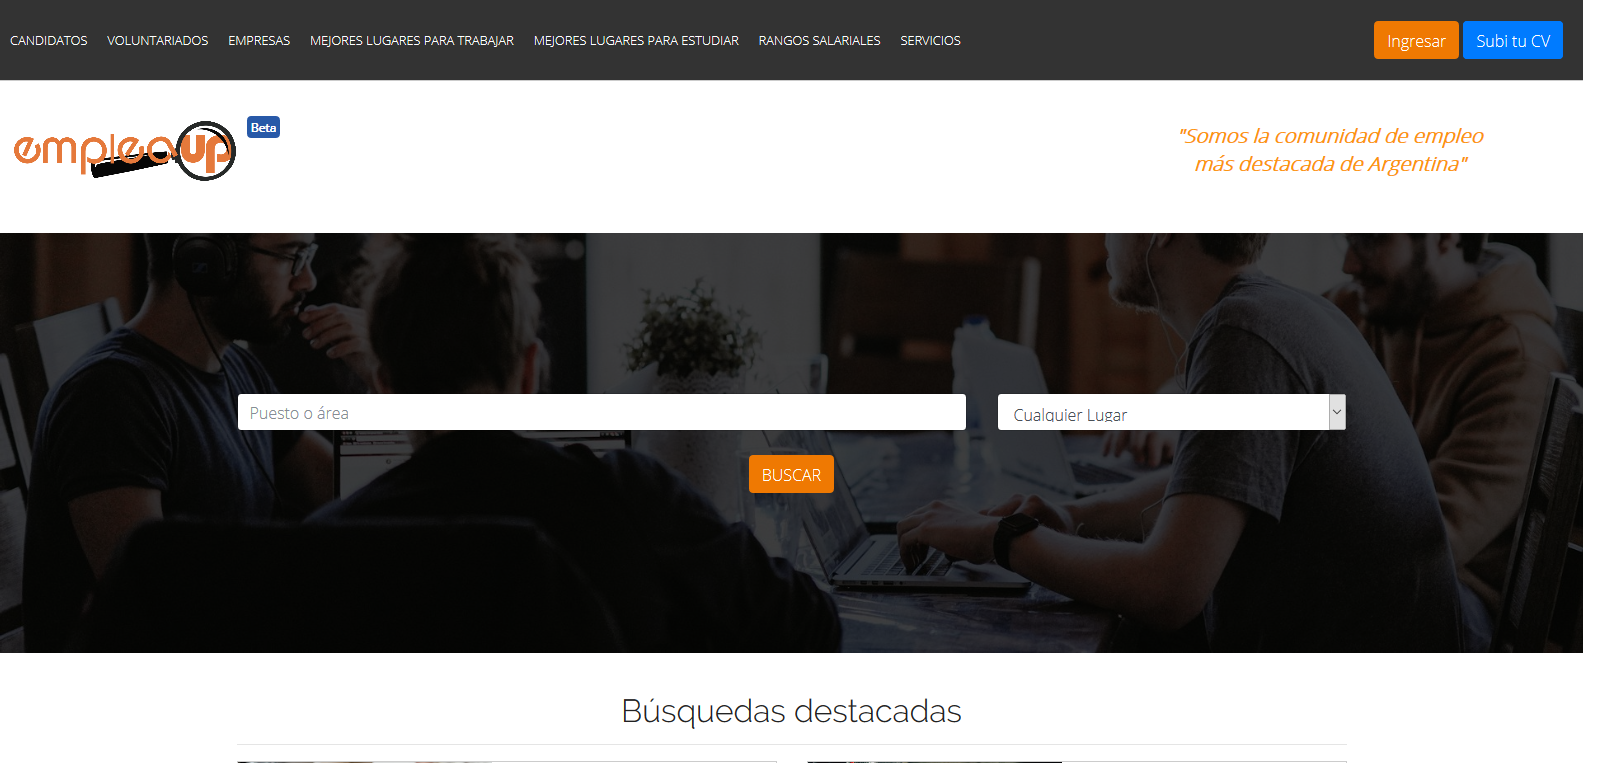 CANDIDATOS VOLUNTARIADOS EMPRESAS MEJORES LUGARES PARA TRABAJAR MEJORES LUGARES PARA ESTUDIAR RANGOS SALARIALES SERVICIOS Ingresar Subi tu CV
empleoup Beta
"Somos la comunidad de empleo
más destacada de Argentina"
Puesto o área Cualquier Lugar
BUSCAR
Búsquedas destacadas